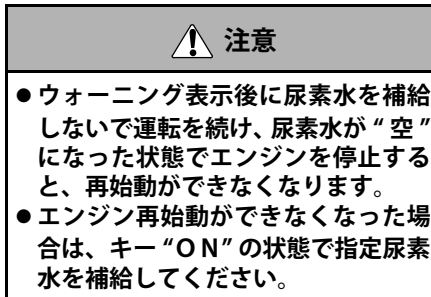 注意
● ウォーニング表示後に尿素水を補給
しないで運転を続け、尿素水が“空”
になった状態でエンジンを停止する
と、再始動ができなくなります。
● エンジン再始動ができなくなった場
合は、キー“ON”の状態で指定尿素
水を補給してください。